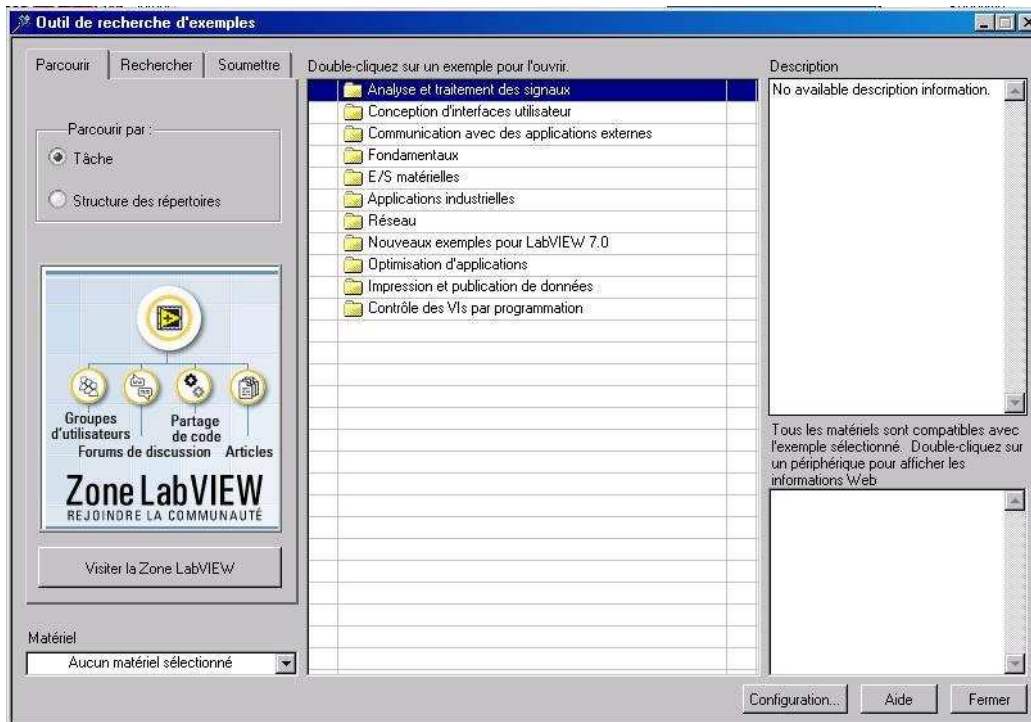 Outil de recherche d'exemples
Parcourir
Rechercher
Soumettre
Double-cliquez sur un exemple pour l'ouvrir.
Description
Parcourir par :
Tâche
Structure des répertoires
Analyse et traitement des signaux
Conception d'interfaces utilisateur
Communication avec des applications externes
Fondamentaux
E/S matérielles
Applications industrielles
Réseau
Nouveaux exemples pour LabVIEW 7.0
Optimisation d'applications
Impression et publication de données
Contrôle des VIs par programmation
No available description information.
Groupes
d'utilisateurs
Forums de discussion
Partage
de code
Articles
Zone LabVIEW
REJOINDRE LA COMMUNAUTÉ
Visiter la Zone LabVIEW
Tous les matériels sont compatibles avec
l'exemple sélectionné. Double-cliquez sur
un périphérique pour afficher les
informations Web
Matériel
Aucun matériel sélectionné
Configuration...
Aide
Fermer